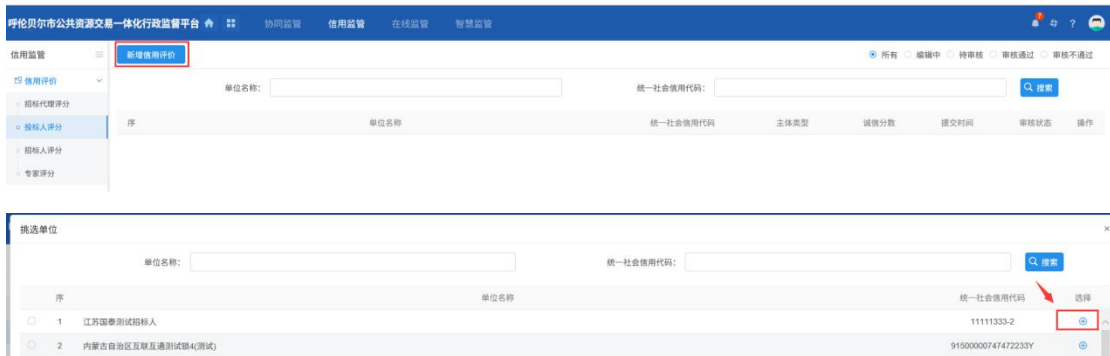 呼伦贝尔市公共资源交易一体化行政监督平台 协同监管 信用监管 在线监管 智慧监管 7 ?
信用监管 新增信用评价 所有 编辑中 待审核 审核通过 审核不通过
信用评价 单位名称: 统一社会信用代码: 搜索
招标代理评分
投标人评分 序 单位名称 统一社会信用代码 主体类型 诚信分数 提交时间 审核状态 操作
招标人评分
专家评分
挑选单位 ×
单位名称: 统一社会信用代码: 搜索
序 单位名称 统一社会信用代码 选择
1 江苏国泰测试招标人 11111333-2
2 内蒙古自治区互联互通测试锁4(测试) 91500000747472233Y